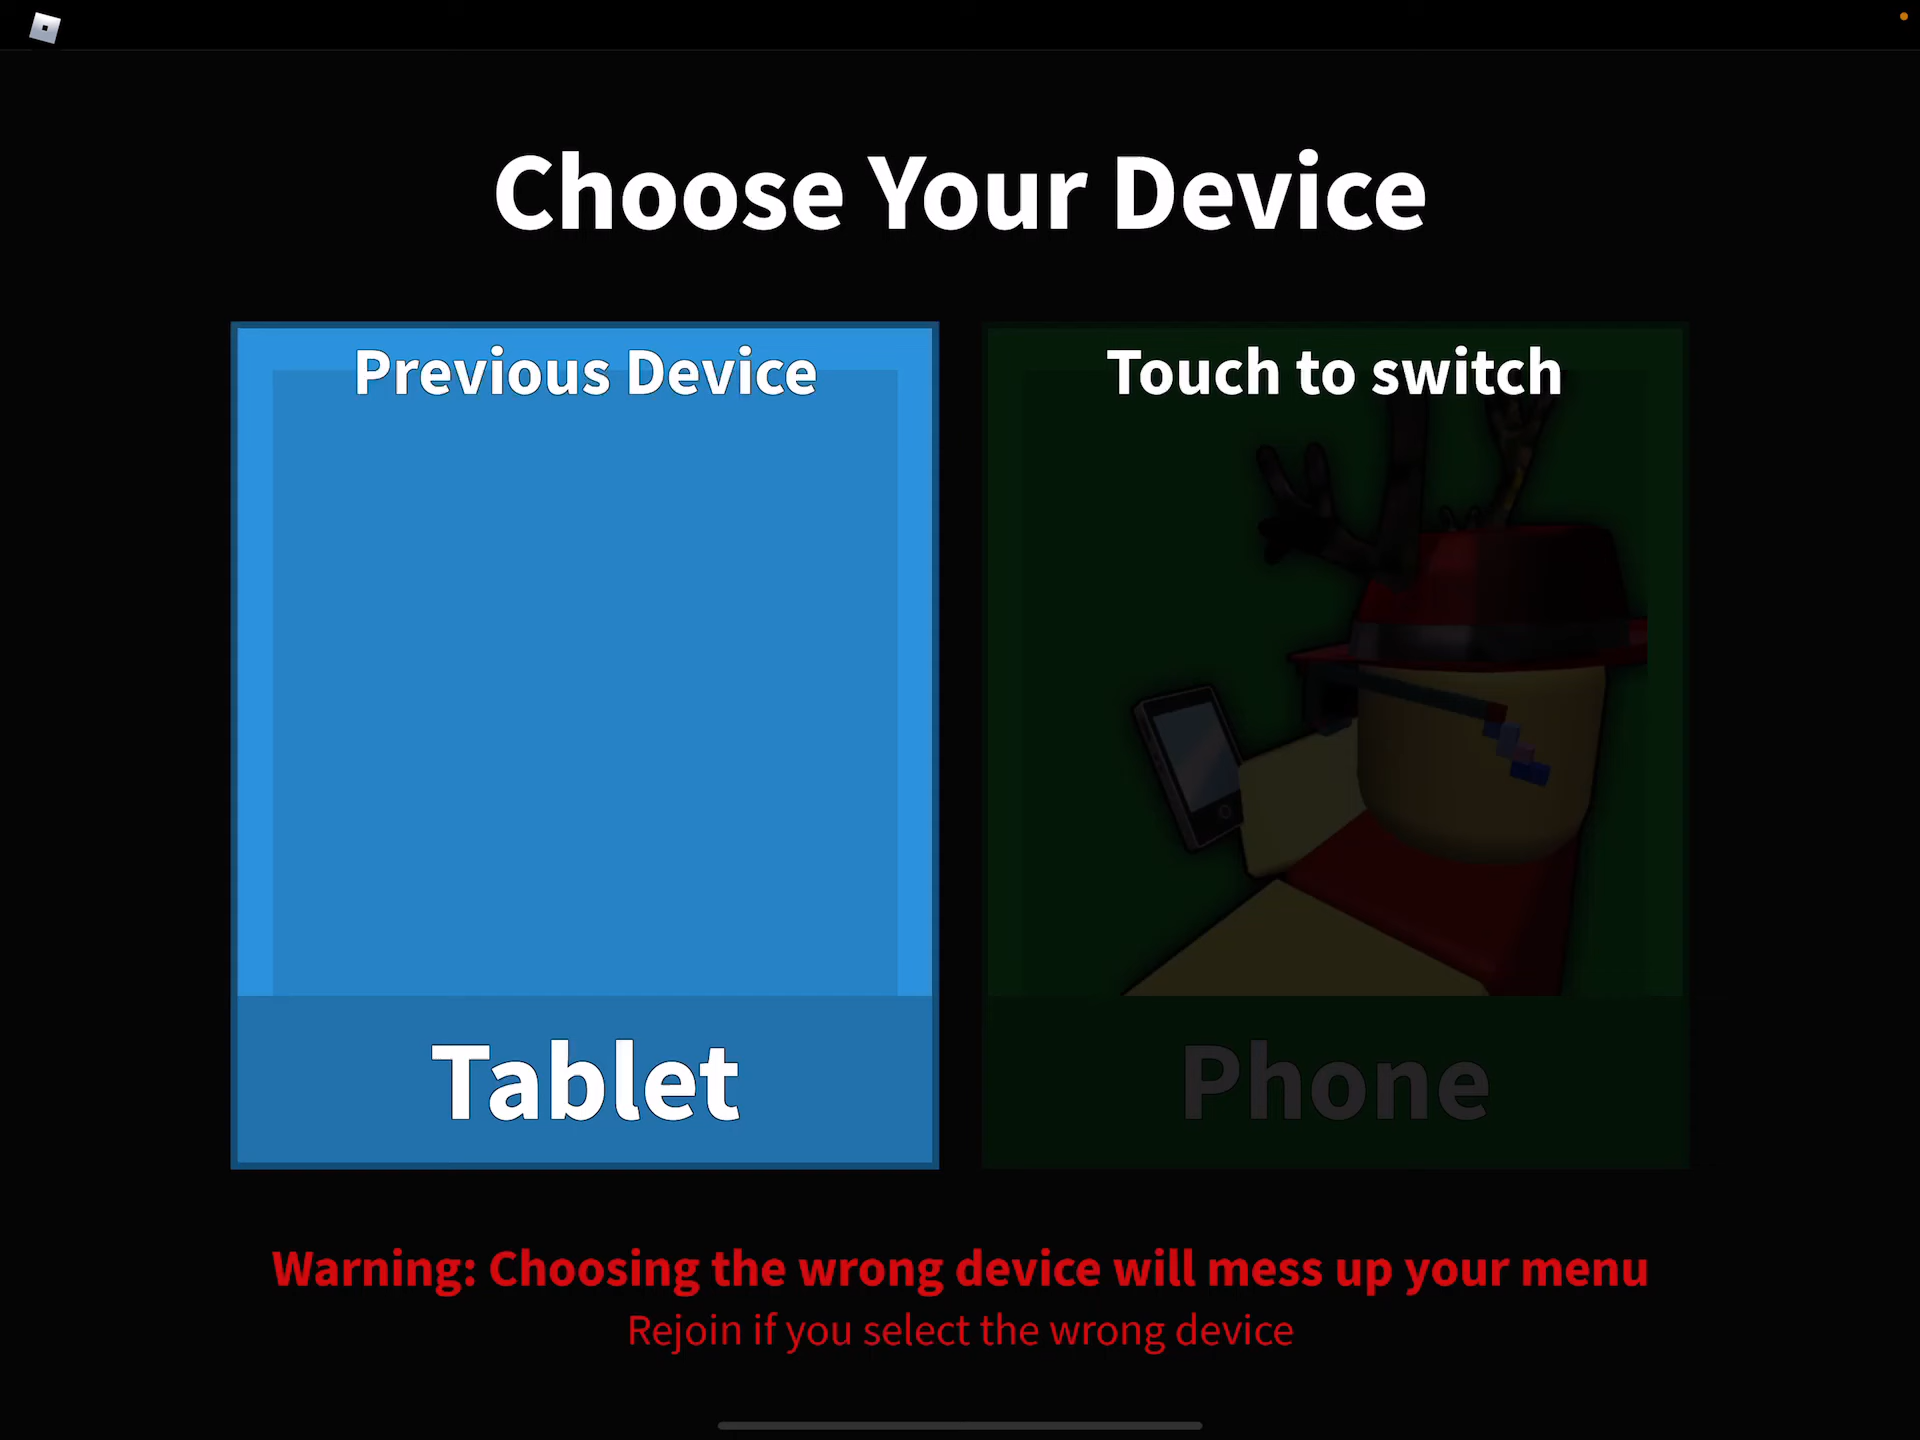 Choose Your Device
Previous Device
Touch to switch
Tablet
Phone
Warning: Choosing the wrong device will mess up your menu
Rejoin if you select the wrong device